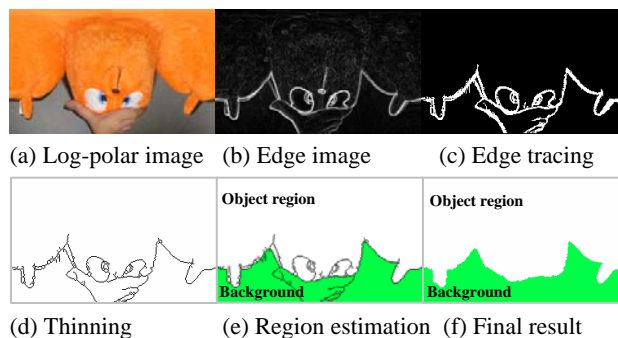 (a) Log-polar image (b) Edge image (c) Edge tracing
Object region Object region
Background Background
(d) Thinning (e) Region estimation (f) Final result